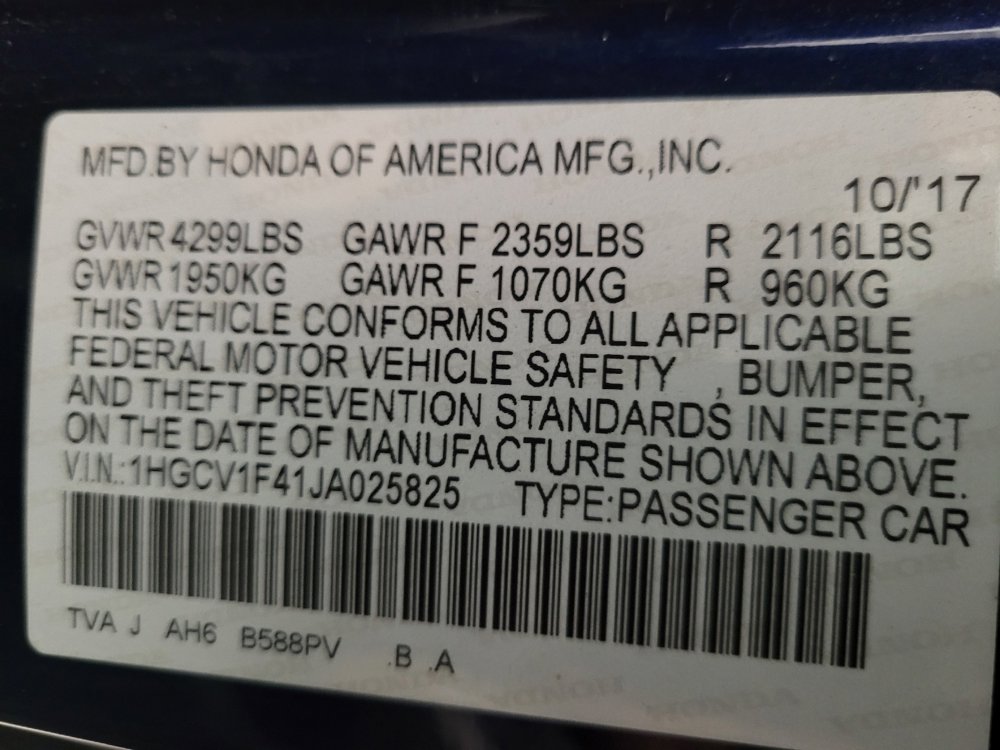 MFD.BY HONDA OF AMERICA MFG.,INC.
10/'17
GVWR 4299LBS GAWR F 2359LBS R 2116LBS
GVWR 1950KG GAWR F 1070KG R 960KG
THIS VEHICLE CONFORMS TO ALL APPLICABLE
FEDERAL MOTOR VEHICLE SAFETY , BUMPER,
AND THEFT PREVENTION STANDARDS IN EFFECT
ON THE DATE OF MANUFACTURE SHOWN ABOVE.
V.I.N.:1HGCV1F41JA025825 TYPE:PASSENGER CAR
TVA J AH6 B588PV .B .A